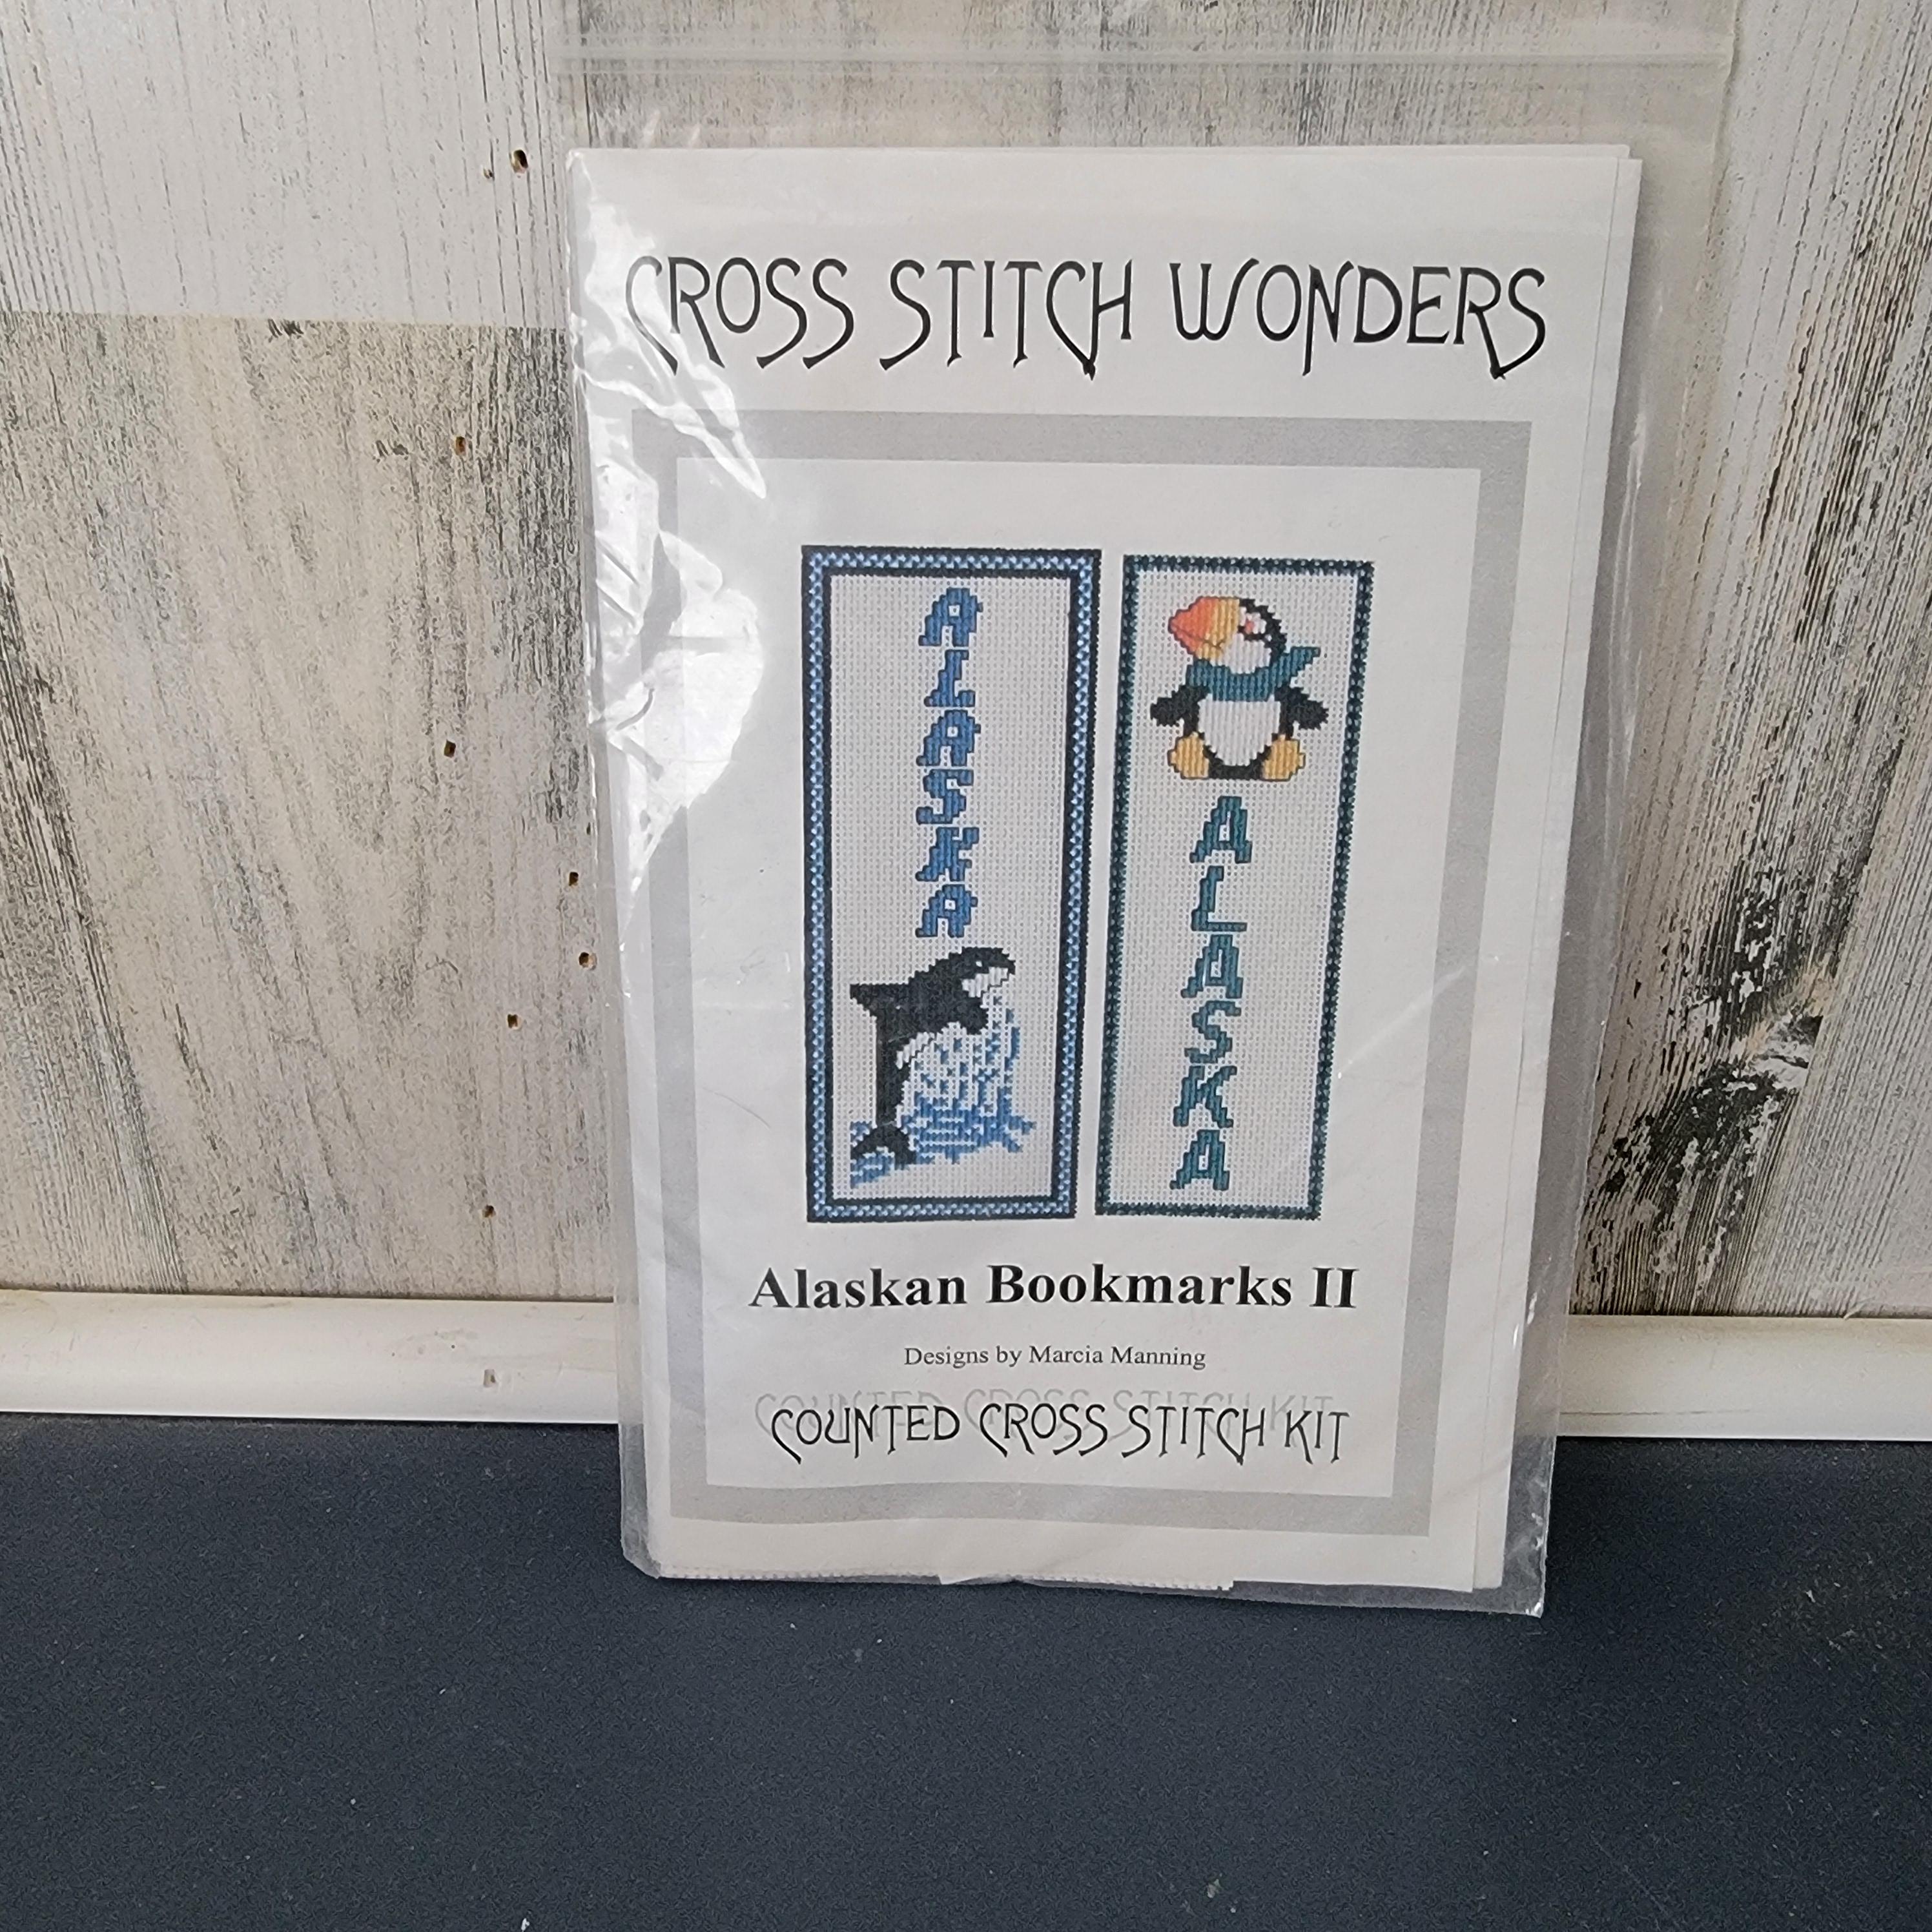 CROSS STITCH WONDERS
ALASKA
ALASKA
Alaskan Bookmarks II
Designs by Marcia Manning
COUNTED CROSS STITCH KIT